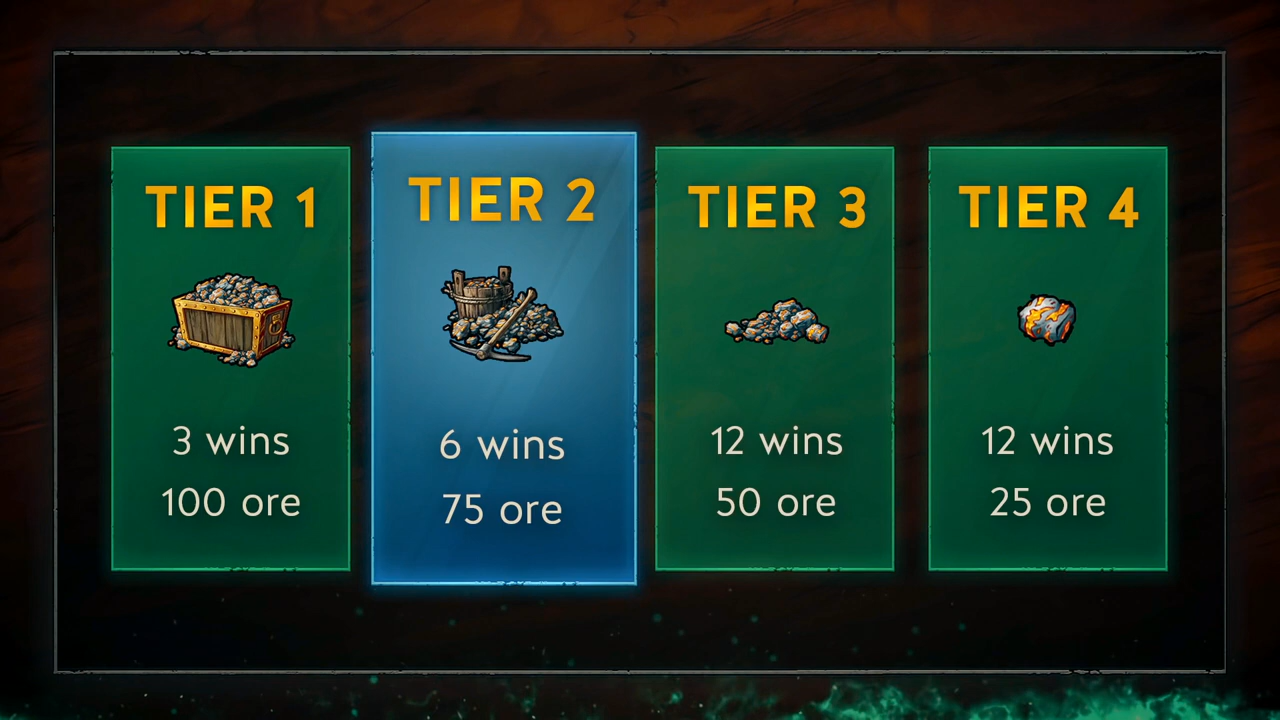 TIER 1
3 wins
100 ore
TIER 2
6 wins
75 ore
TIER 3
12 wins
50 ore
TIER 4
12 wins
25 ore